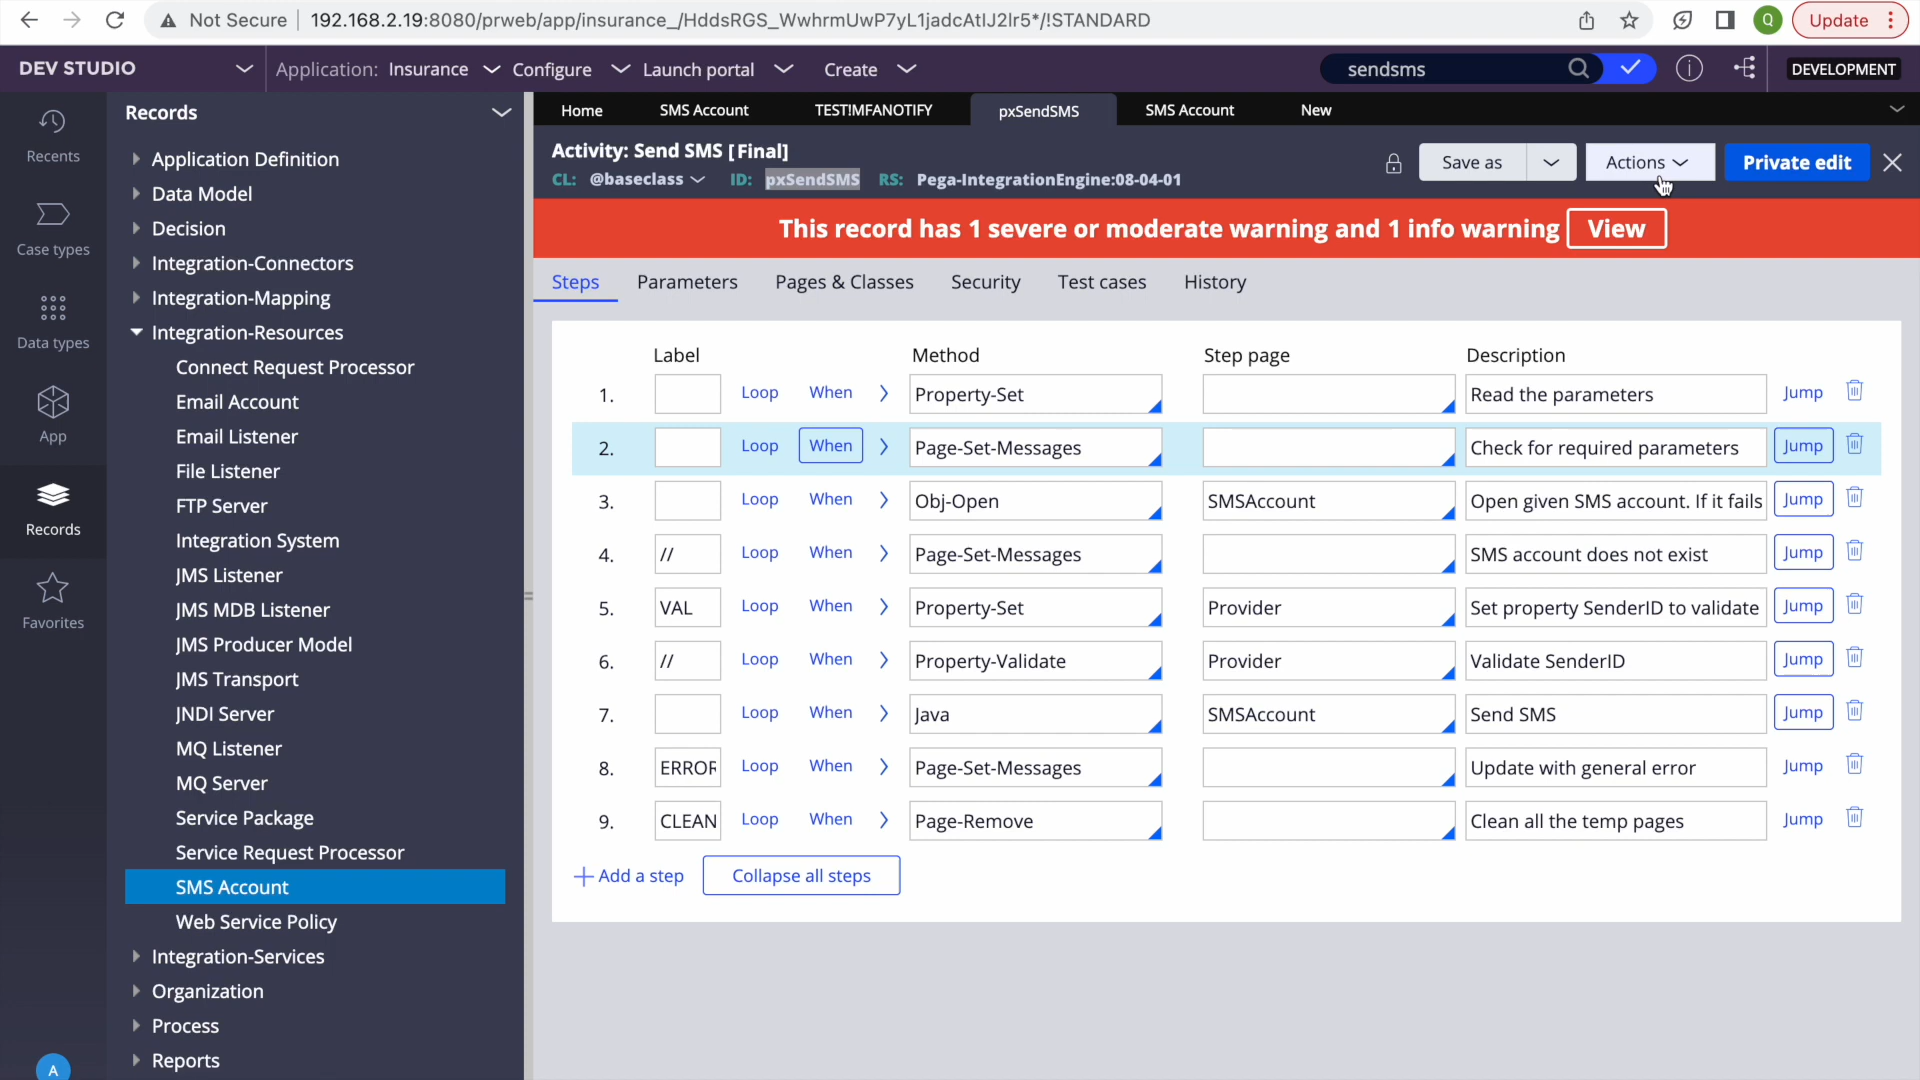 Not Secure 192.168.2.19:8080/prweb/app/insurance_/HddsRGS_WwhrmUwP7yL1jadcAtIJ2Ir5*/!STANDARD Q Update
DEV STUDIO Application: Insurance Configure Launch portal Create sendsms DEVELOPMENT
Recents
Case types
Data types
App
Records
Favorites
A
Records
Application Definition
Data Model
Decision
Integration-Connectors
Integration-Mapping
Integration-Resources
Connect Request Processor
Email Account
Email Listener
File Listener
FTP Server
Integration System
JMS Listener
JMS MDB Listener
JMS Producer Model
JMS Transport
JNDI Server
MQ Listener
MQ Server
Service Package
Service Request Processor
SMS Account
Web Service Policy
Integration-Services
Organization
Process
Reports
Home SMS Account TEST!MFANOTIFY pxSendSMS SMS Account New
Activity: Send SMS [Final]
CL: @baseclass ID: pxSendSMS RS: Pega-IntegrationEngine:08-04-01
Save as Actions Private edit
This record has 1 severe or moderate warning and 1 info warning View
Steps Parameters Pages & Classes Security Test cases History
Label Method Step page Description
1. Loop When Property-Set Read the parameters Jump
2. Loop When Page-Set-Messages Check for required parameters Jump
3. Loop When Obj-Open SMSAccount Open given SMS account. If it fails Jump
4. // Loop When Page-Set-Messages SMS account does not exist Jump
5. VAL Loop When Property-Set Provider Set property SenderID to validate Jump
6. // Loop When Property-Validate Provider Validate SenderID Jump
7. Loop When Java SMSAccount Send SMS Jump
8. ERROR Loop When Page-Set-Messages Update with general error Jump
9. CLEAN Loop When Page-Remove Clean all the temp pages Jump
Add a step Collapse all steps